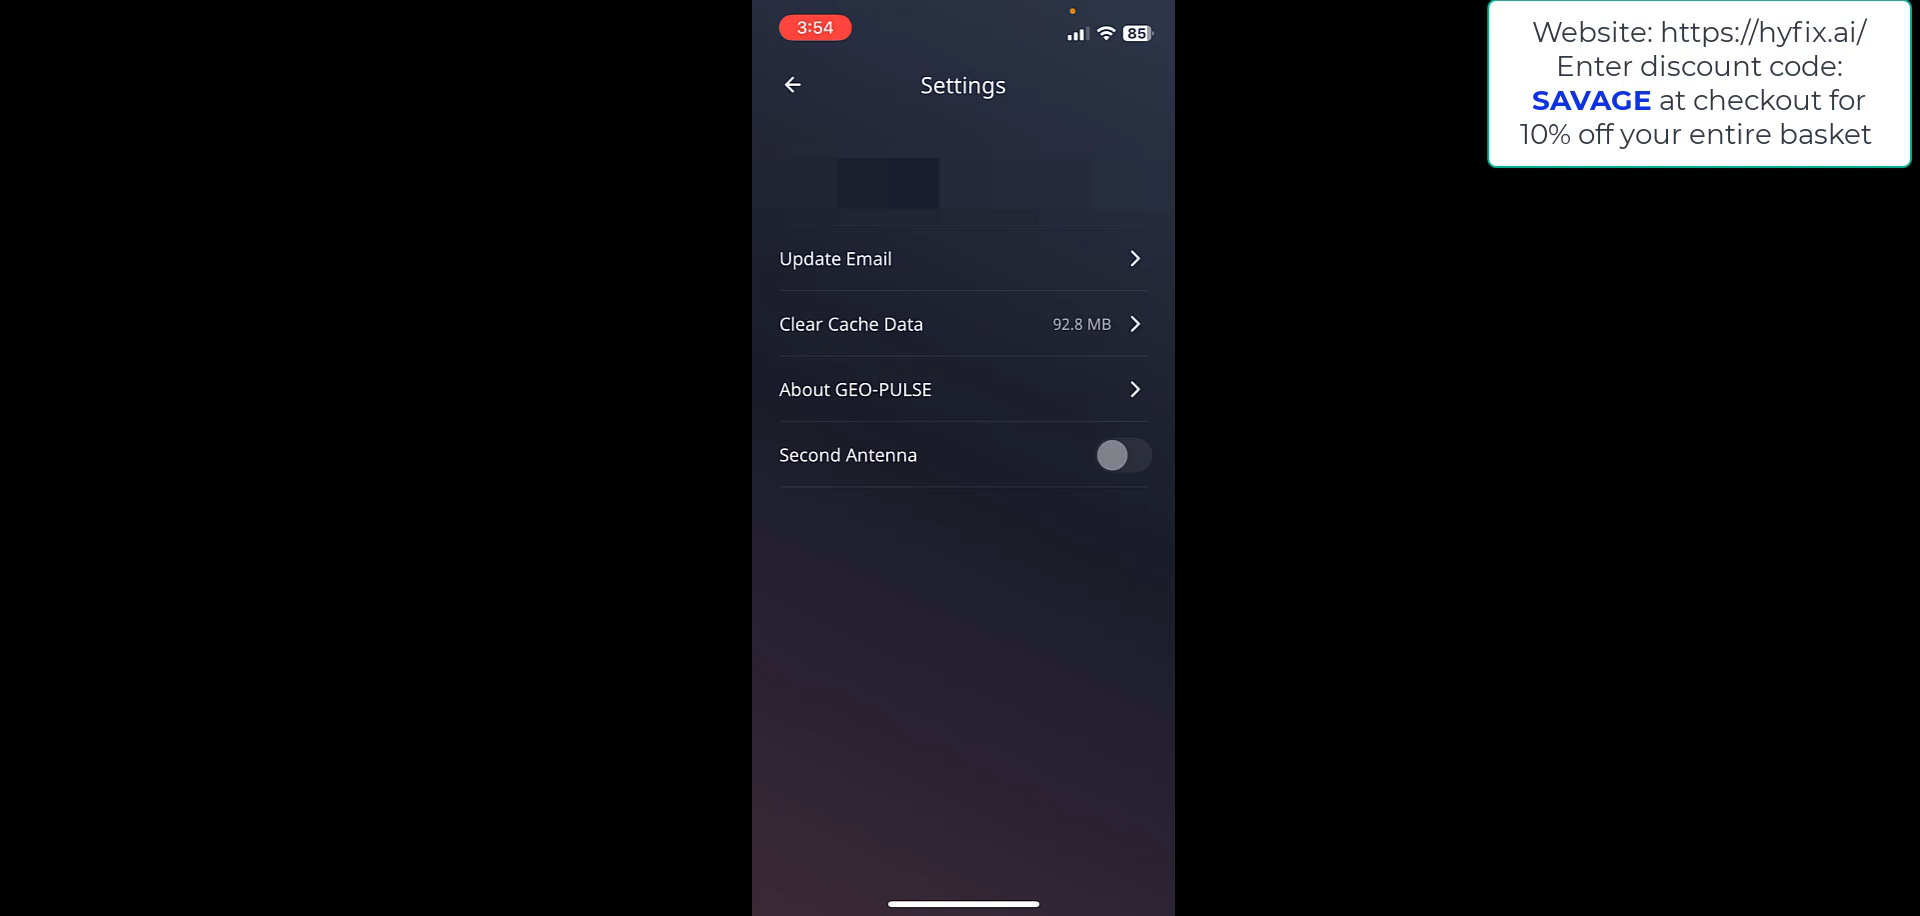 3:54
85
Settings
Update Email
Clear Cache Data 92.8 MB
About GEO-PULSE
Second Antenna
Website: https://hyfix.ai/
Enter discount code:
SAVAGE at checkout for
10% off your entire basket